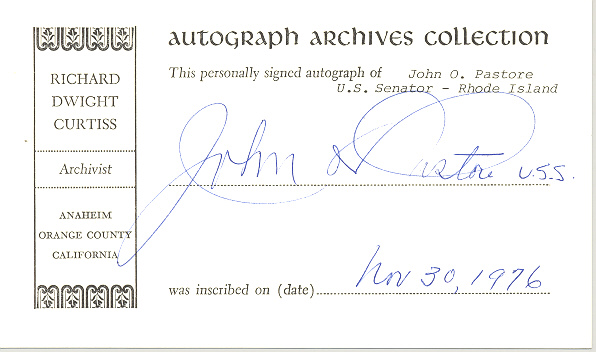 AUTOGRAPH ARCHIVES COLLECTION
RICHARD
DWIGHT
CURTISS
Archivist
ANAHEIM
ORANGE COUNTY
CALIFORNIA
This personally signed autograph of John O. Pastore
U.S. Senator - Rhode Island
John O Pastore U.S.S.
Nov 30, 1976
was inscribed on (date)